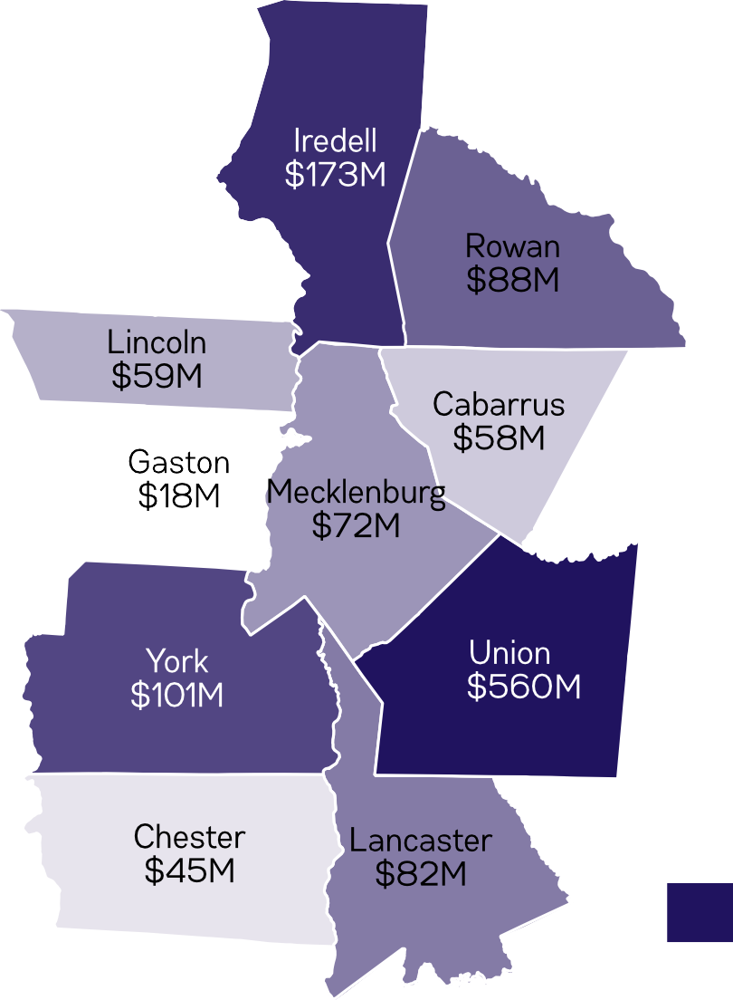 Iredell
$173M
Rowan
$88M
Lincoln
$59M
Cabarrus
$58M
Gaston
$18M
Mecklenburg
$72M
York
$101M
Union
$560M
Chester
$45M
Lancaster
$82M